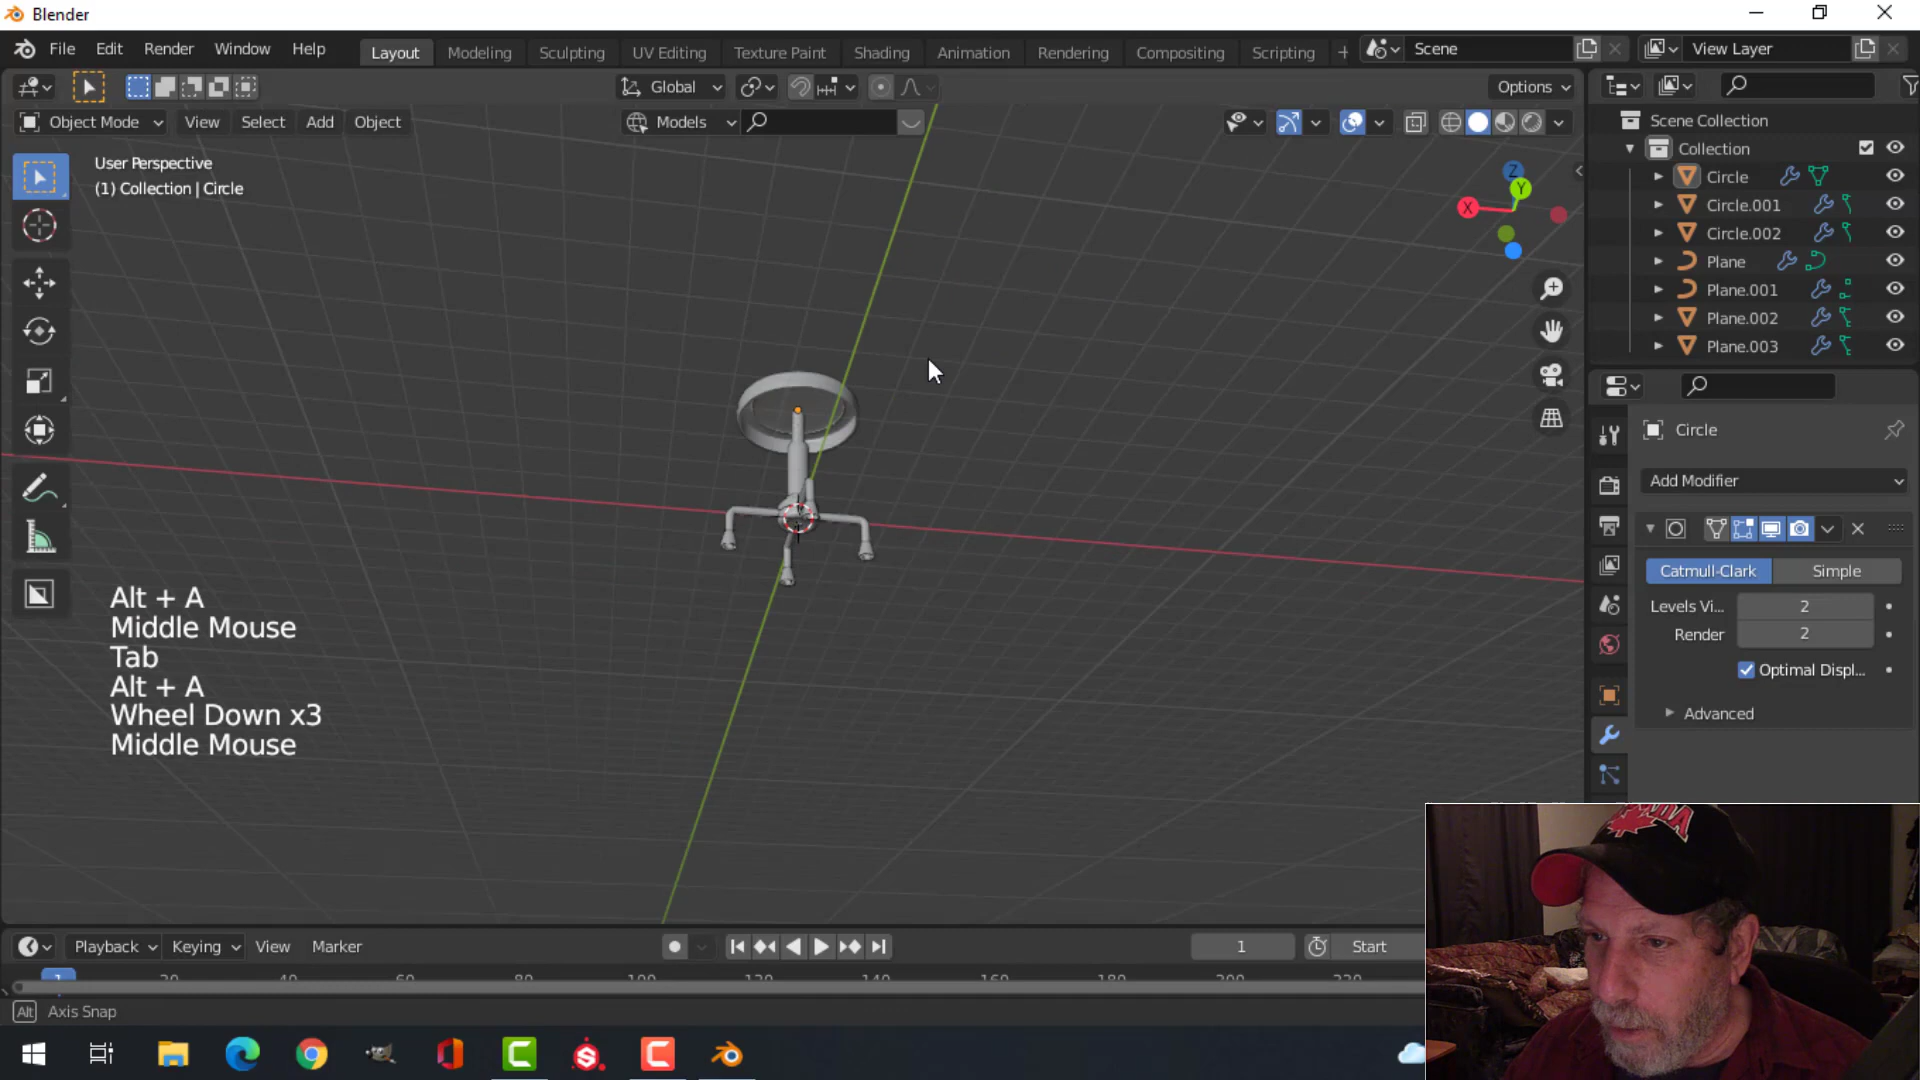 Blender
File Edit Render Window Help
Layout Modeling Sculpting UV Editing Texture Paint Shading Animation Rendering Compositing Scripting +
Scene
View Layer
Global
Options
Object Mode View Select Add Object
Models
User Perspective
(1) Collection | Circle
Z
Y
X
Scene Collection
Collection
Circle
Circle.001
Circle.002
Plane
Plane.001
Plane.002
Plane.003
Circle
Add Modifier
Catmull-Clark Simple
Levels Vi... 2
Render 2
Optimal Displ...
Advanced
Alt + A
Middle Mouse
Tab
Alt + A
Wheel Down x3
Middle Mouse
Playback Keying View Marker
1 Start
1
Alt Axis Snap